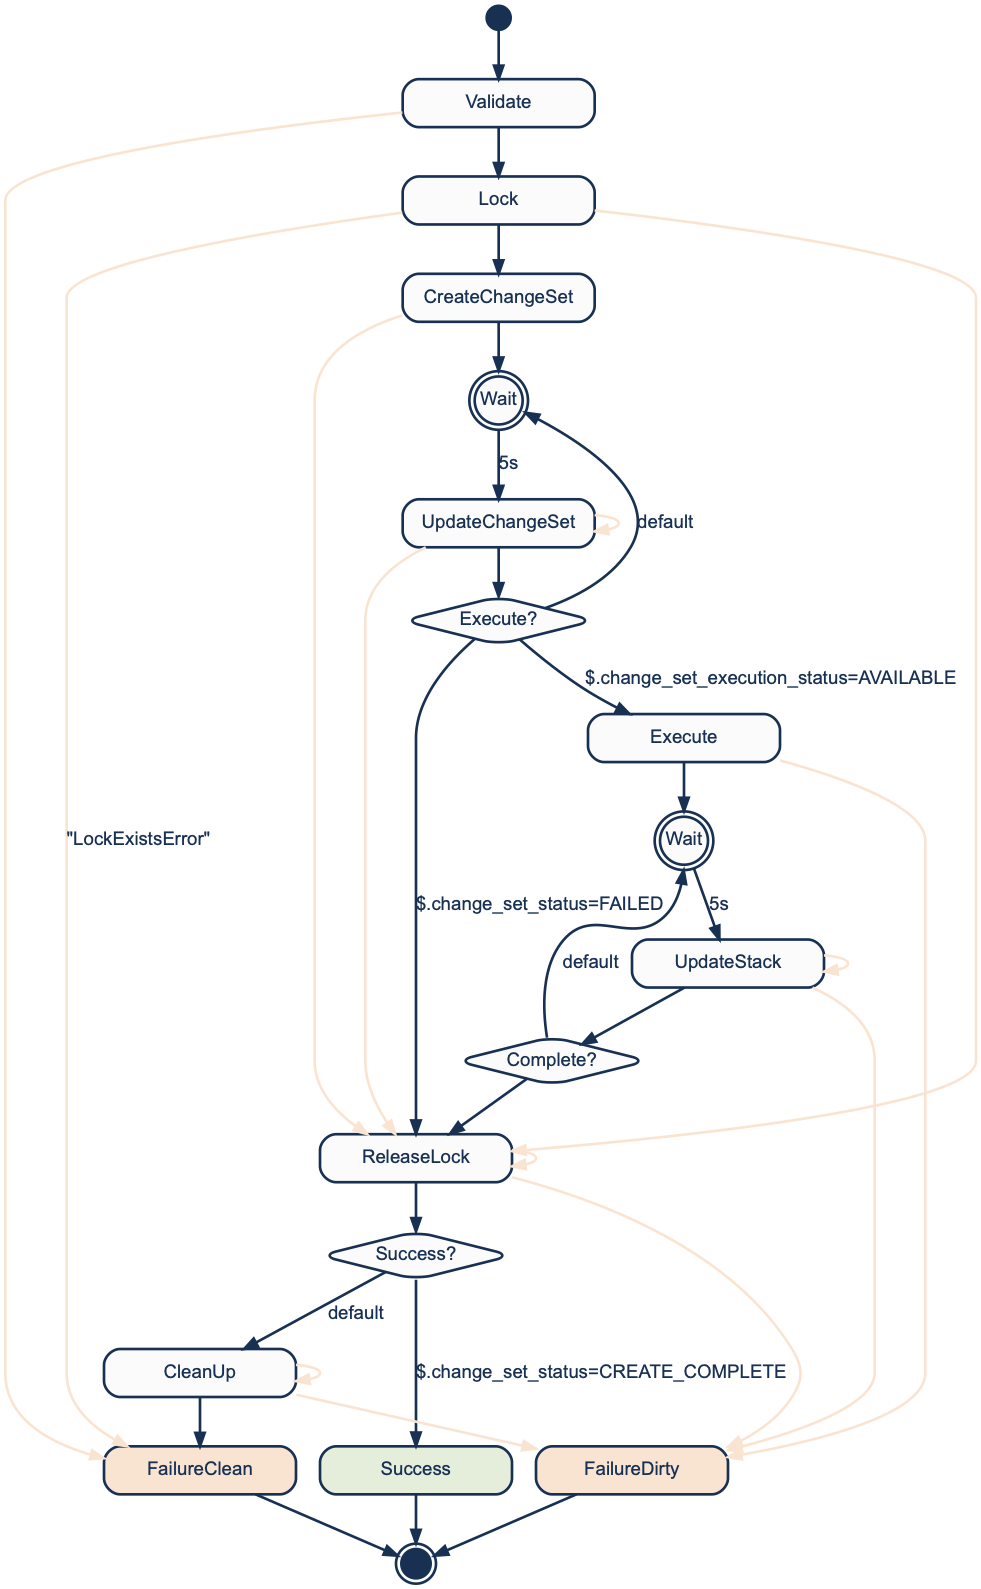 Validate
Lock
CreateChangeSet
Wait
5s
UpdateChangeSet
default
Execute?
$.change_set_execution_status=AVAILABLE
Execute
"LockExistsError"
Wait
$.change_set_status=FAILED
5s
default
UpdateStack
Complete?
ReleaseLock
Success?
default
CleanUp
$.change_set_status=CREATE_COMPLETE
FailureClean
Success
FailureDirty